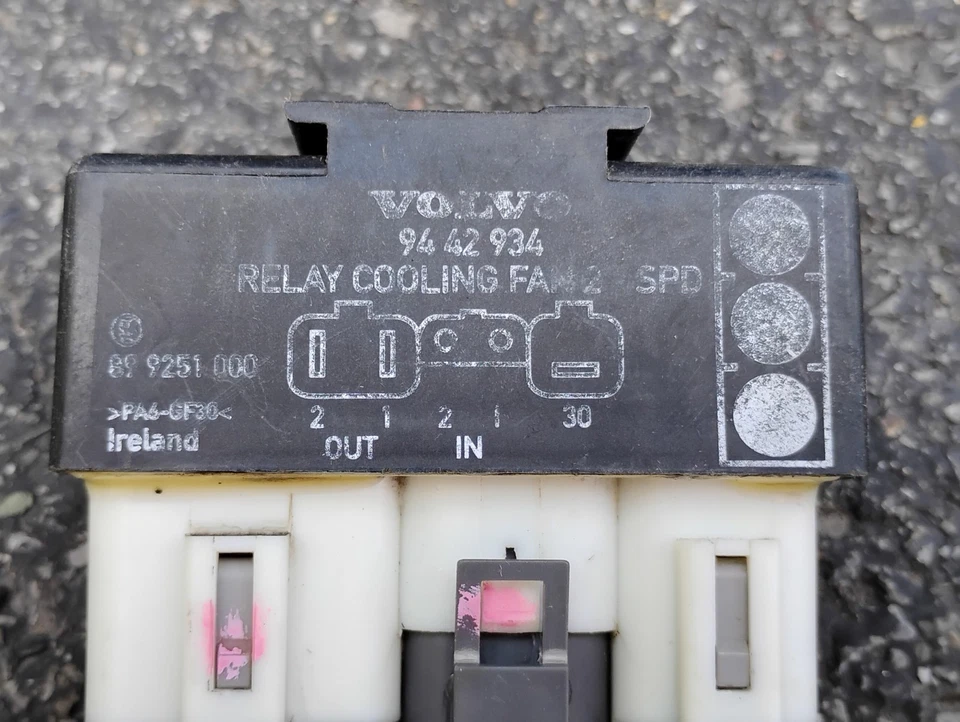 VOLVO
94 42 934
RELAY COOLING FAN 2 SPD
89 9251 000
>PA6-GF30<
Ireland
2 1 2 1 30
OUT IN